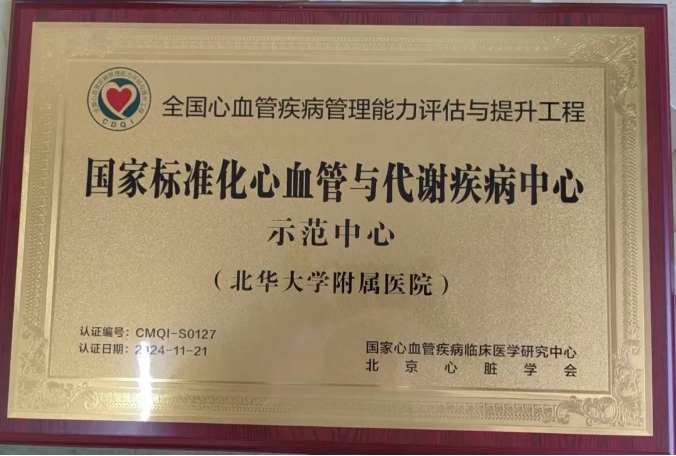 全国心血管疾病管理能力评估与提升工程
国家标准化心血管与代谢疾病中心
示范中心
（北华大学附属医院）
认证编号：CMQI-S0127
认证日期：2024-11-21
国家心血管疾病临床医学研究中心
北京心脏学会
CDQI